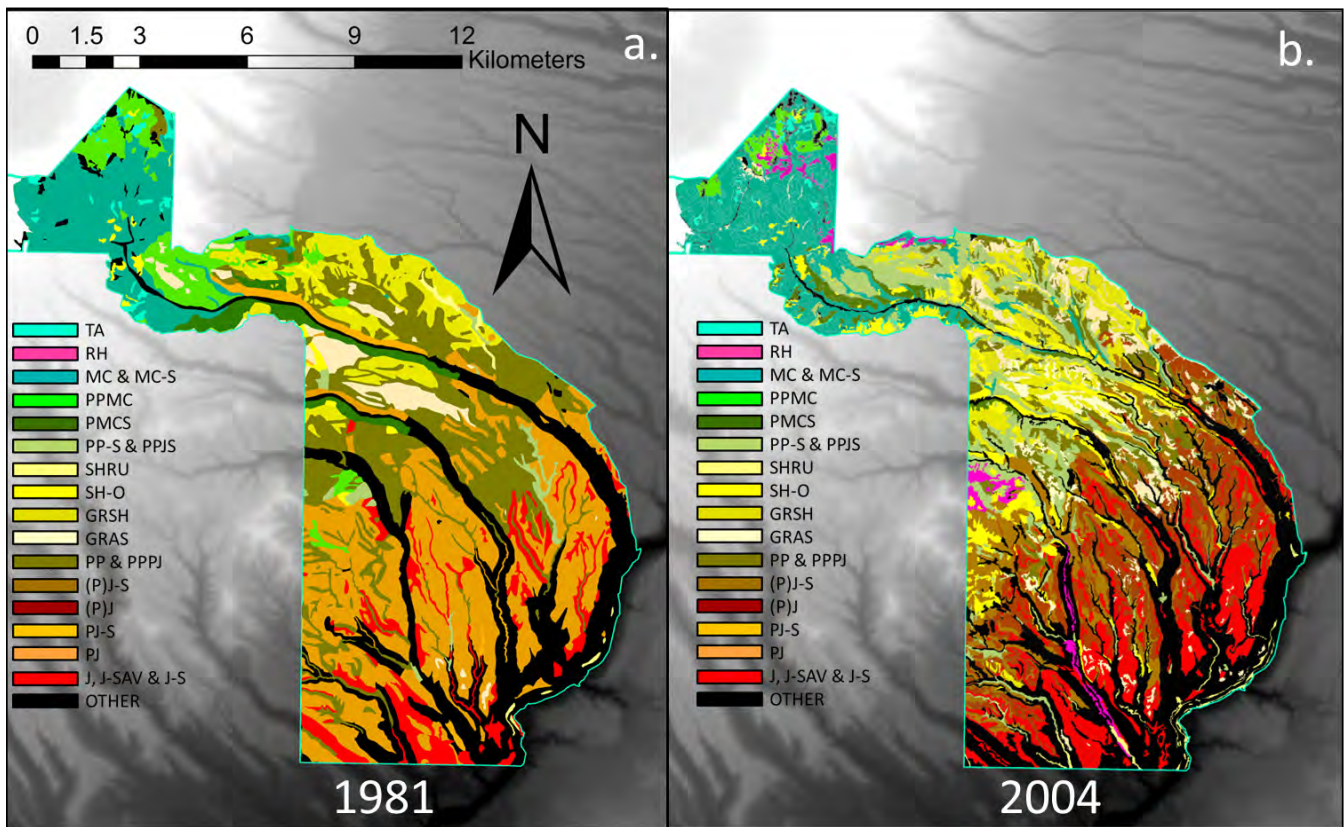 0 1.5 3 6 9 12
Kilometers
a.
N
TA
RH
MC & MC-S
PPMC
PMCS
PP-S & PPJS
SHRU
SH-O
GRSH
GRAS
PP & PPPJ
(P)J-S
(P)J
PJ-S
PJ
J, J-SAV & J-S
OTHER
1981
b.
TA
RH
MC & MC-S
PPMC
PMCS
PP-S & PPJS
SHRU
SH-O
GRSH
GRAS
PP & PPPJ
(P)J-S
(P)J
PJ-S
PJ
J, J-SAV & J-S
OTHER
2004